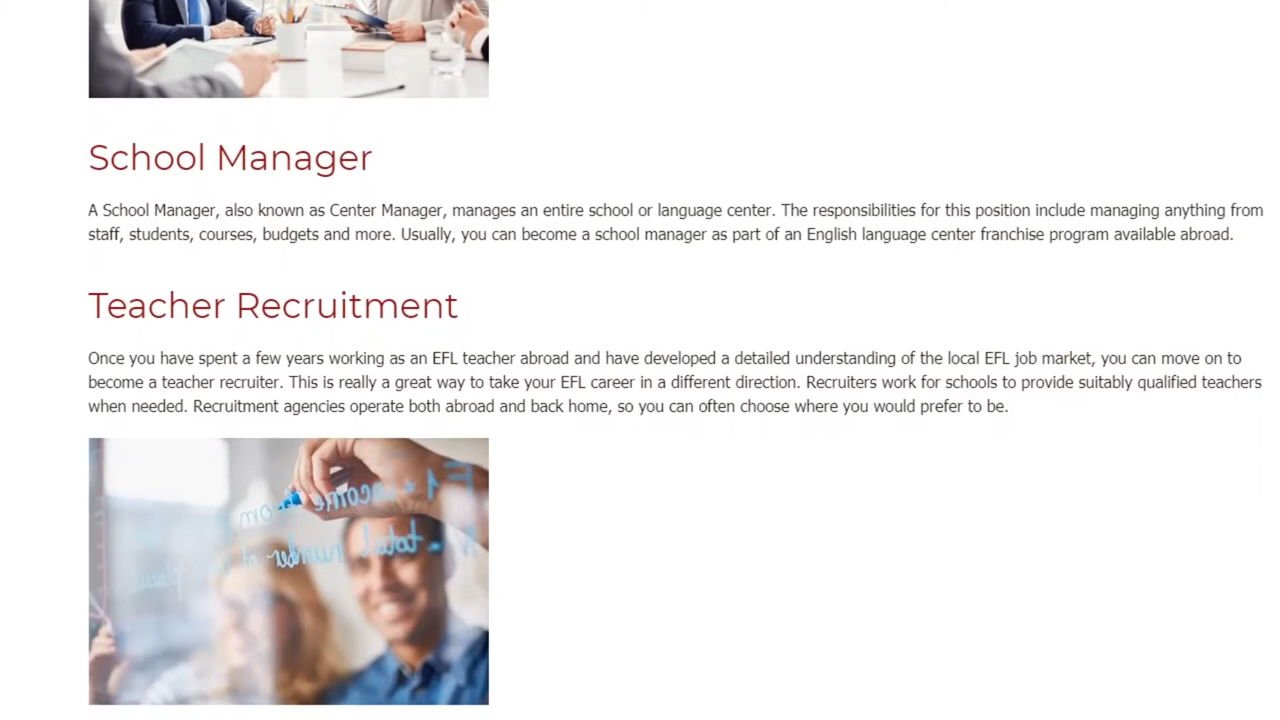 School Manager
A School Manager, also known as Center Manager, manages an entire school or language center. The responsibilities for this position include managing anything from
staff, students, courses, budgets and more. Usually, you can become a school manager as part of an English language center franchise program available abroad.
Teacher Recruitment
Once you have spent a few years working as an EFL teacher abroad and have developed a detailed understanding of the local EFL job market, you can move on to
become a teacher recruiter. This is really a great way to take your EFL career in a different direction. Recruiters work for schools to provide suitably qualified teachers
when needed. Recruitment agencies operate both abroad and back home, so you can often choose where you would prefer to be.
income
total number